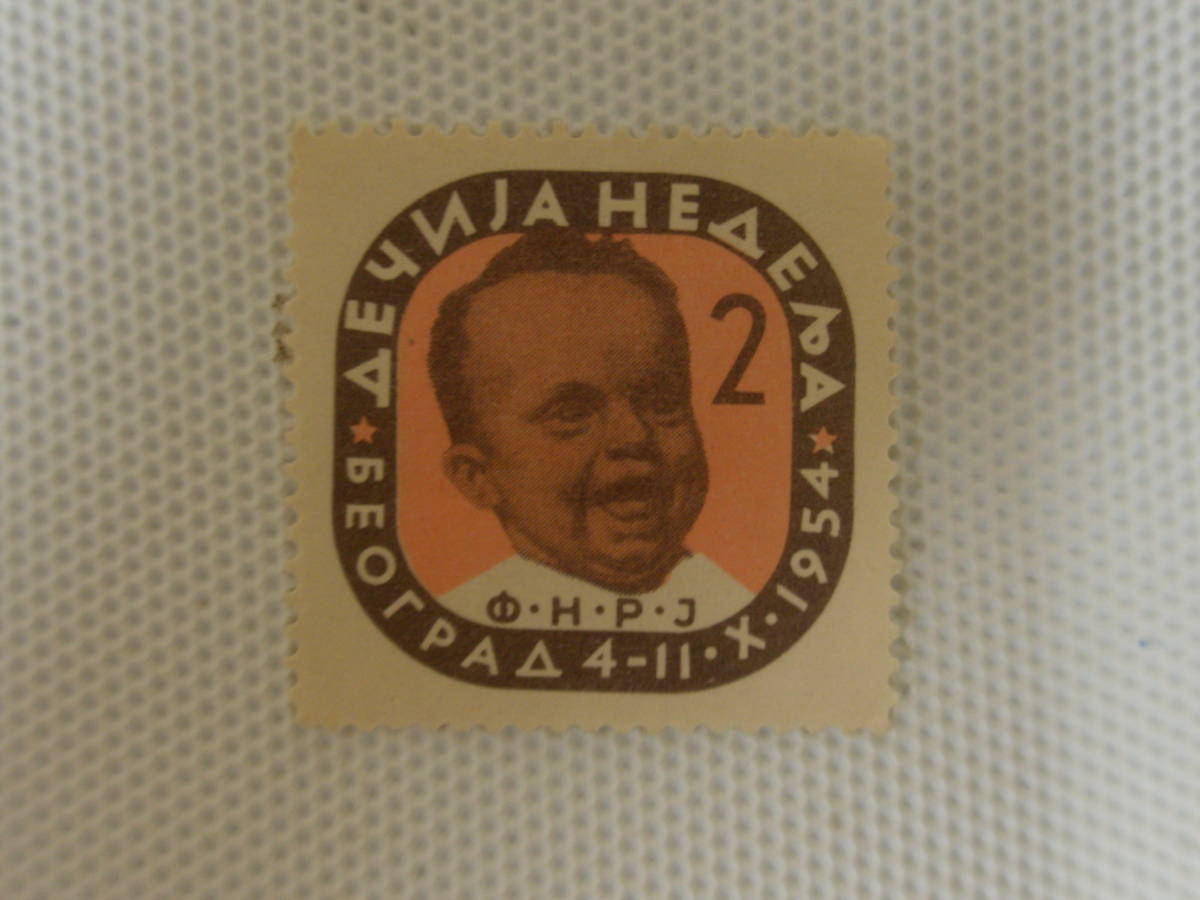 ДЕЧИЈА НЕДЕЉА
2
Ф·Н·Р·Ј
БЕОГРАД 4-11·X·1954